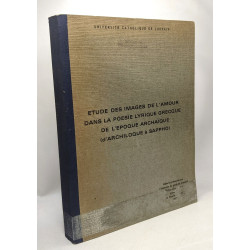 UNIVERSITE CATHOLIQUE DE LOUVAIN
ETUDE DES IMAGES DE L'AMOUR
DANS LA POESIE LYRIQUE GRECQUE
DE L'EPOQUE ARCHAIQUE
(d'ARCHILOQUE à SAPPHO)